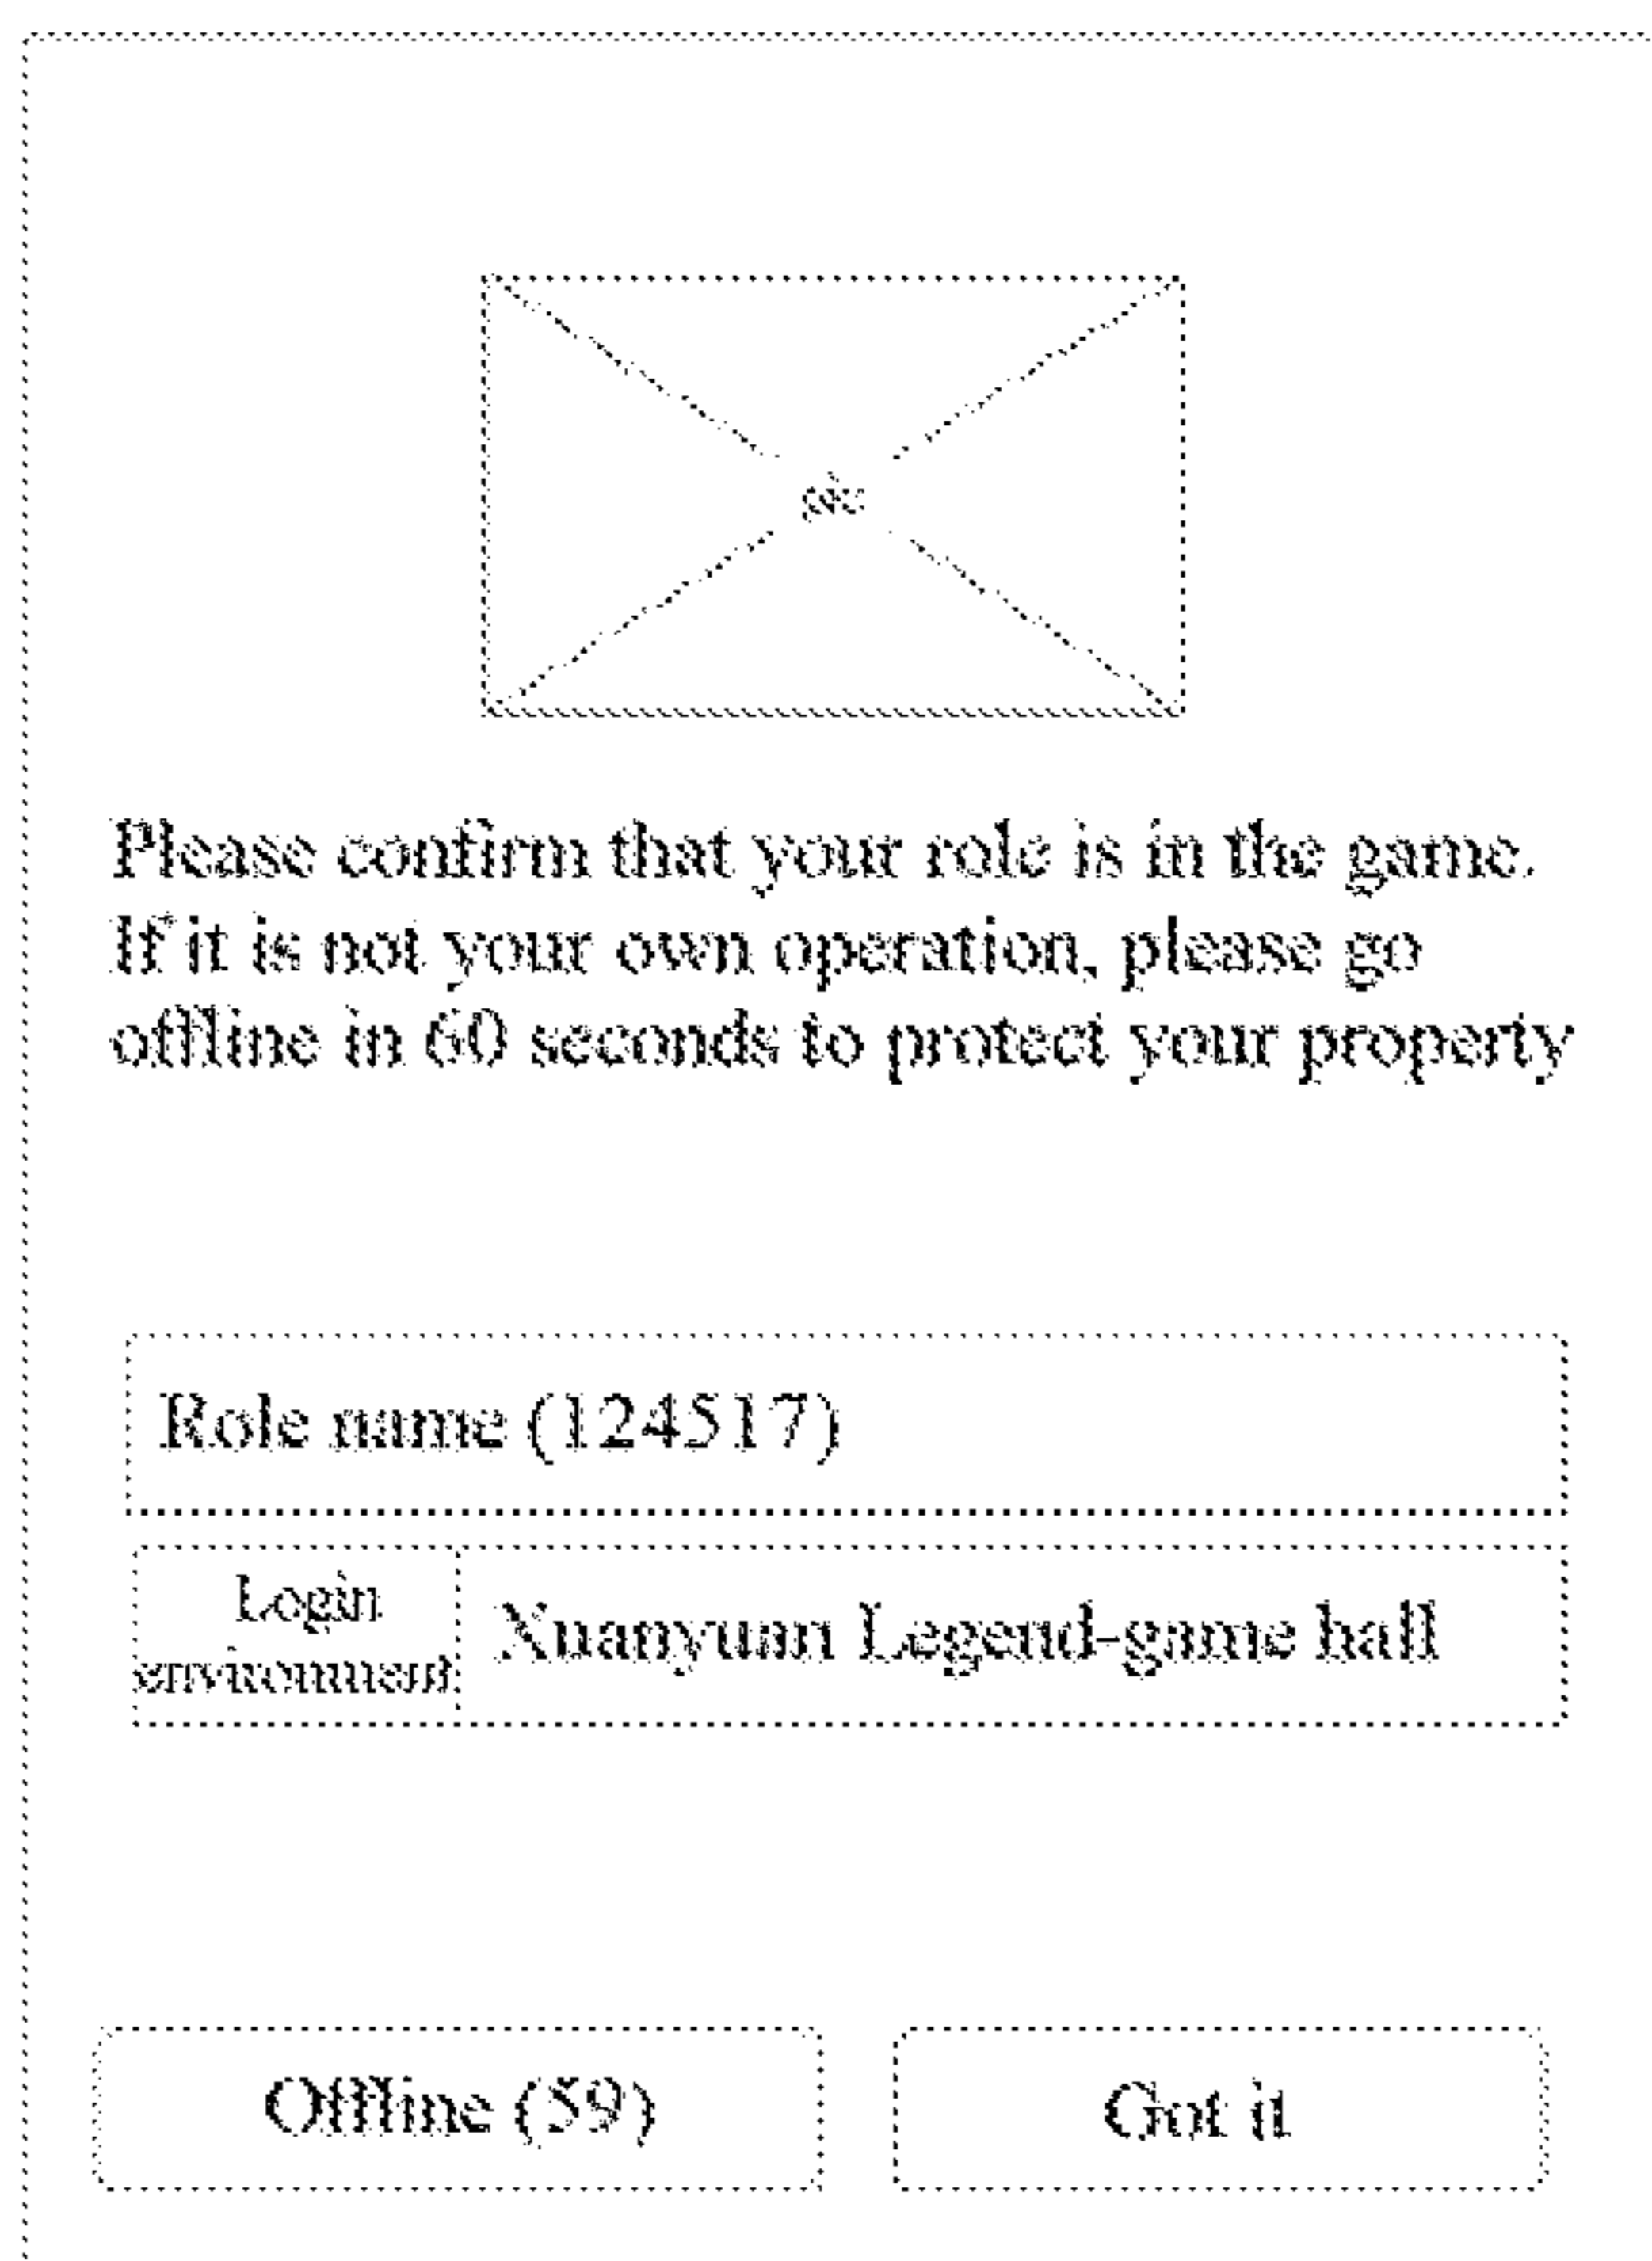 pic
Please confirm that your role is in the game.
If it is not your own operation, please go
offline in 60 seconds to protect your property
Role name (124517)
Login
environment
Xuanyuan Legend-game hall
Offline (59)
Got it